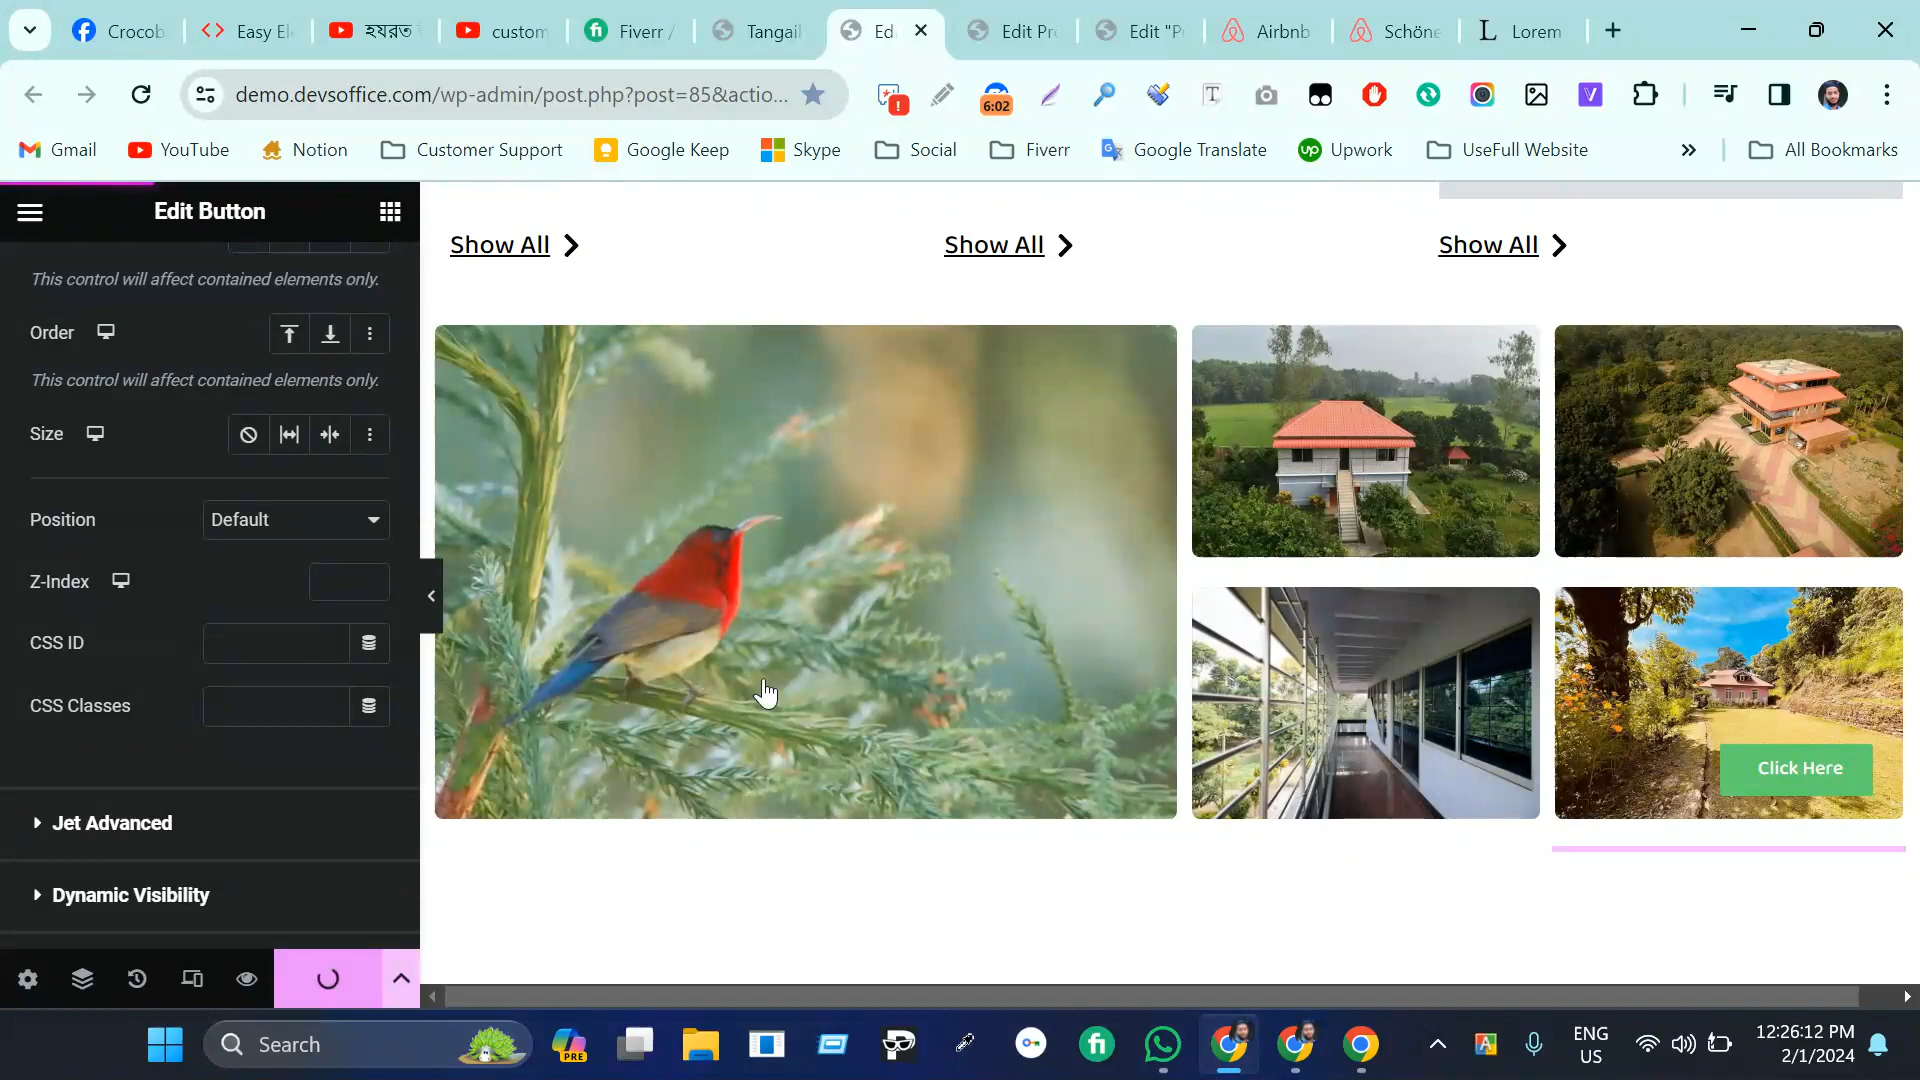 Crocob
Easy El
হযরত
custom
Fiverr /
Tangail
Ed
Edit Pr
Edit "P
Airbnb
Schöne
L Lorem
demo.devsoffice.com/wp-admin/post.php?post=85&actio...
!
6:02
T
V
Gmail
YouTube
Notion
Customer Support
Google Keep
Skype
Social
Fiverr
Google Translate
up Upwork
UseFull Website
»
All Bookmarks
Edit Button
This control will affect contained elements only.
Order
This control will affect contained elements only.
Size
Position
Default
Z-Index
CSS ID
CSS Classes
Jet Advanced
Dynamic Visibility
Show All
Show All
Show All
Click Here
Search
PRE
fi
A
ENG
US
12:26:12 PM
2/1/2024